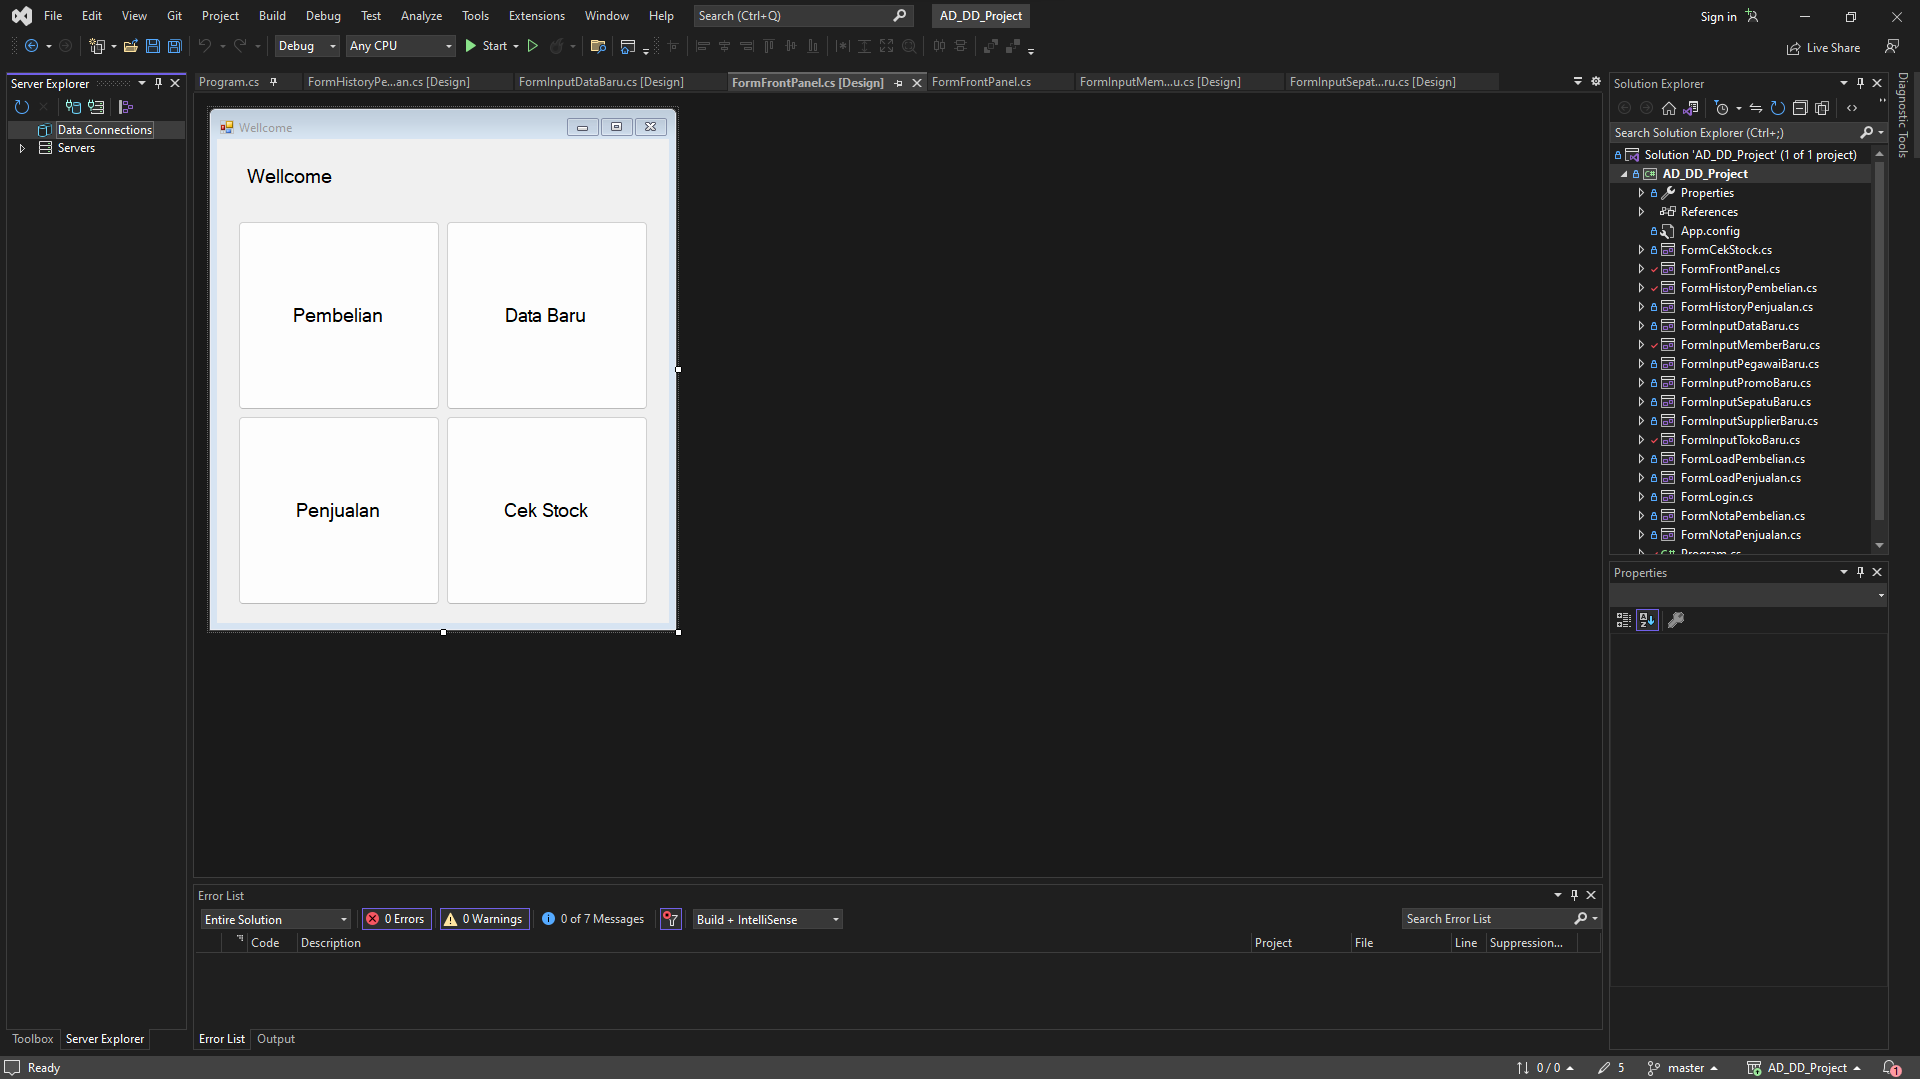 File Edit View Git Project Build Debug Test Analyze Tools Extensions Window Help Search (Ctrl+Q) AD_DD_Project Sign in
Debug Any CPU Start Live Share
Server Explorer
Data Connections
Servers
Toolbox Server Explorer
Program.cs FormHistoryPe...an.cs [Design] FormInputDataBaru.cs [Design] FormFrontPanel.cs [Design] FormFrontPanel.cs FormInputMem...u.cs [Design] FormInputSepat...ru.cs [Design]
Wellcome
Wellcome
Pembelian Data Baru
Penjualan Cek Stock
Error List
Entire Solution 0 Errors 0 Warnings 0 of 7 Messages Build + IntelliSense Search Error List
Code Description Project File Line Suppression...
Error List Output
Solution Explorer
Search Solution Explorer (Ctrl+;)
Solution 'AD_DD_Project' (1 of 1 project)
AD_DD_Project
Properties
References
App.config
FormCekStock.cs
FormFrontPanel.cs
FormHistoryPembelian.cs
FormHistoryPenjualan.cs
FormInputDataBaru.cs
FormInputMemberBaru.cs
FormInputPegawaiBaru.cs
FormInputPromoBaru.cs
FormInputSepatuBaru.cs
FormInputSupplierBaru.cs
FormInputTokoBaru.cs
FormLoadPembelian.cs
FormLoadPenjualan.cs
FormLogin.cs
FormNotaPembelian.cs
FormNotaPenjualan.cs
Program.cs
Properties
Diagnostic Tools
Ready 0 / 0 5 master AD_DD_Project 1